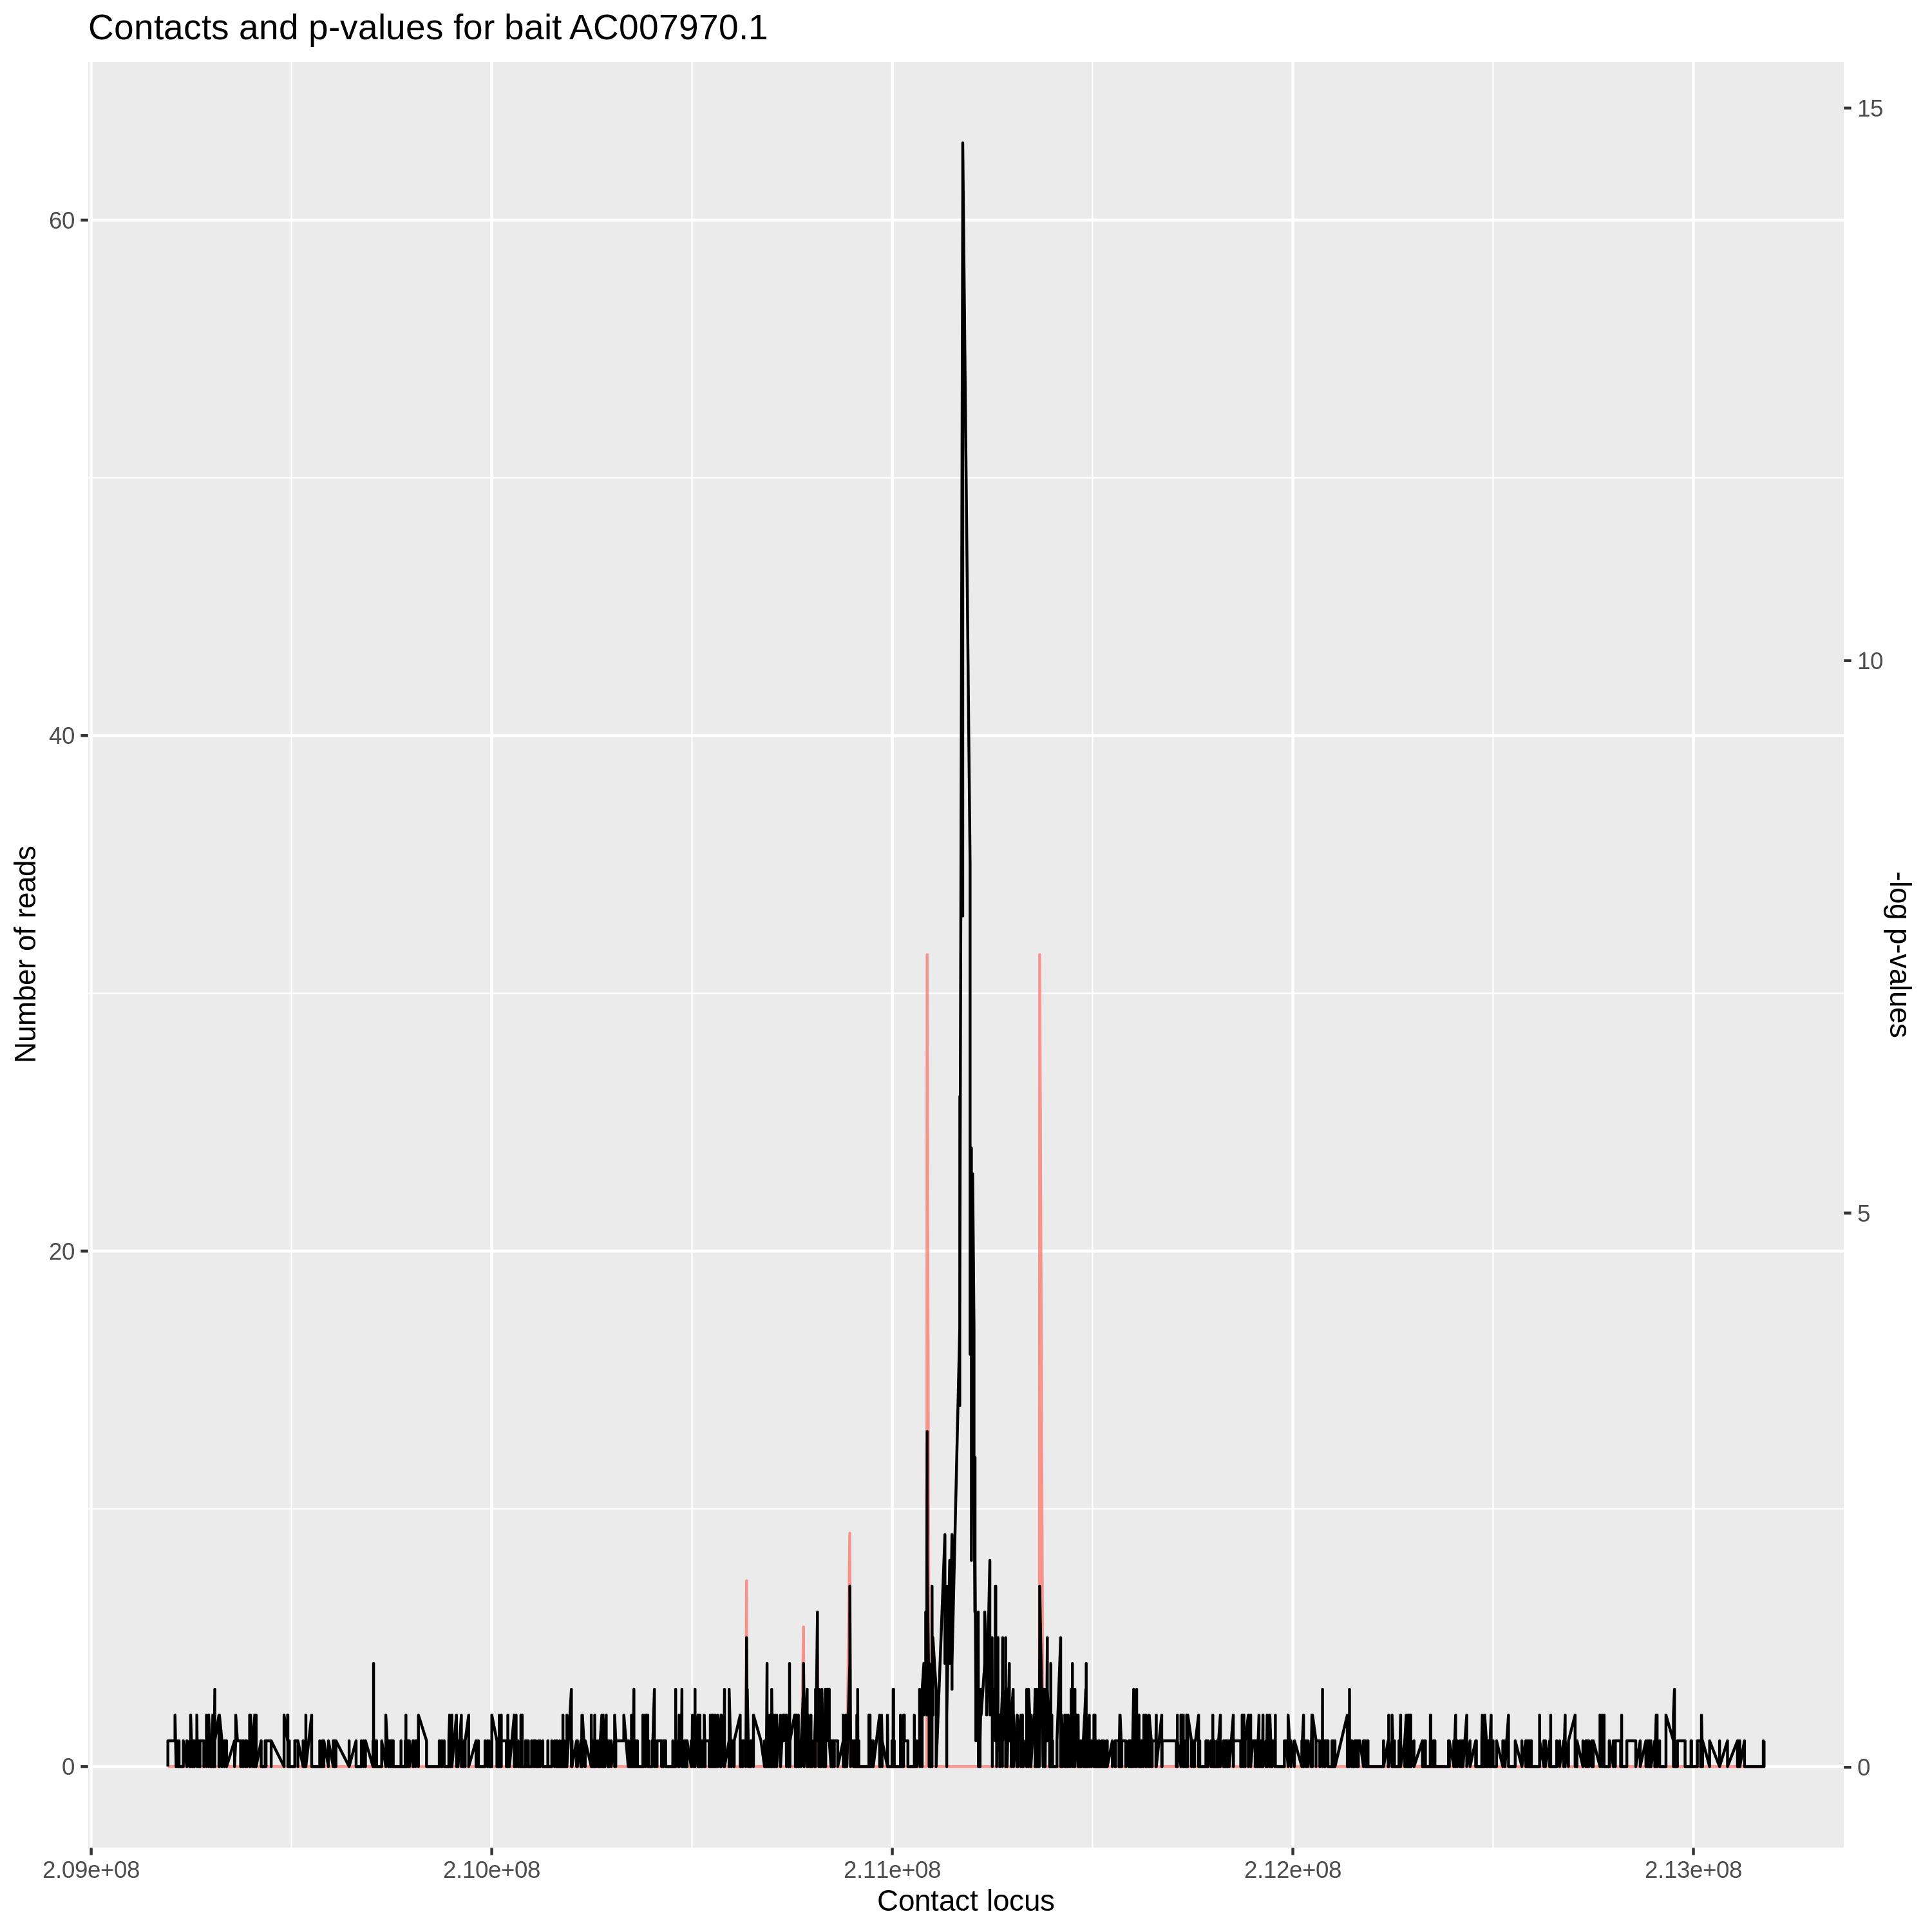 Contacts and p-values for bait AC007970.1
15
60
10
40
Number of reads
-log p-values
5
20
0
0
2.09e+08
2.10e+08
2.11e+08
2.12e+08
2.13e+08
Contact locus